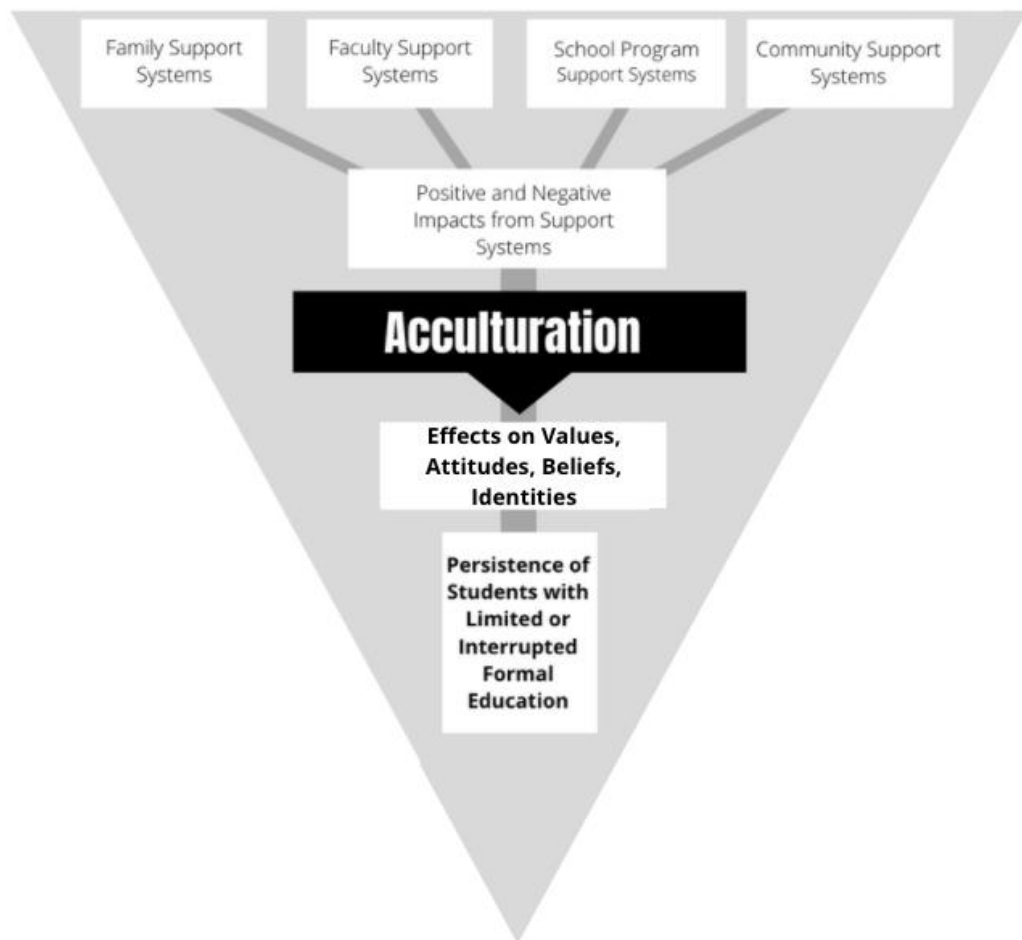 Family Support
Systems
Faculty Support
Systems
School Program
Support Systems
Community Support
Systems
Positive and Negative
Impacts from Support
Systems
Acculturation
Effects on Values,
Attitudes, Beliefs,
Identities
Persistence of
Students with
Limited or
Interrupted
Formal
Education